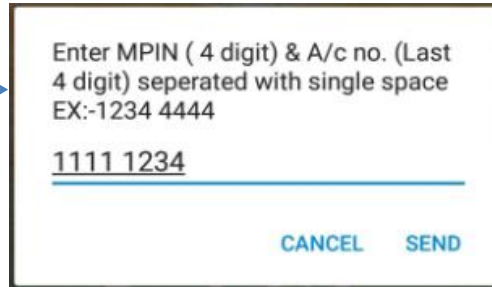 Enter MPIN ( 4 digit) & A/c no. (Last
4 digit) seperated with single space
EX:-1234 4444
1111 1234
CANCEL SEND